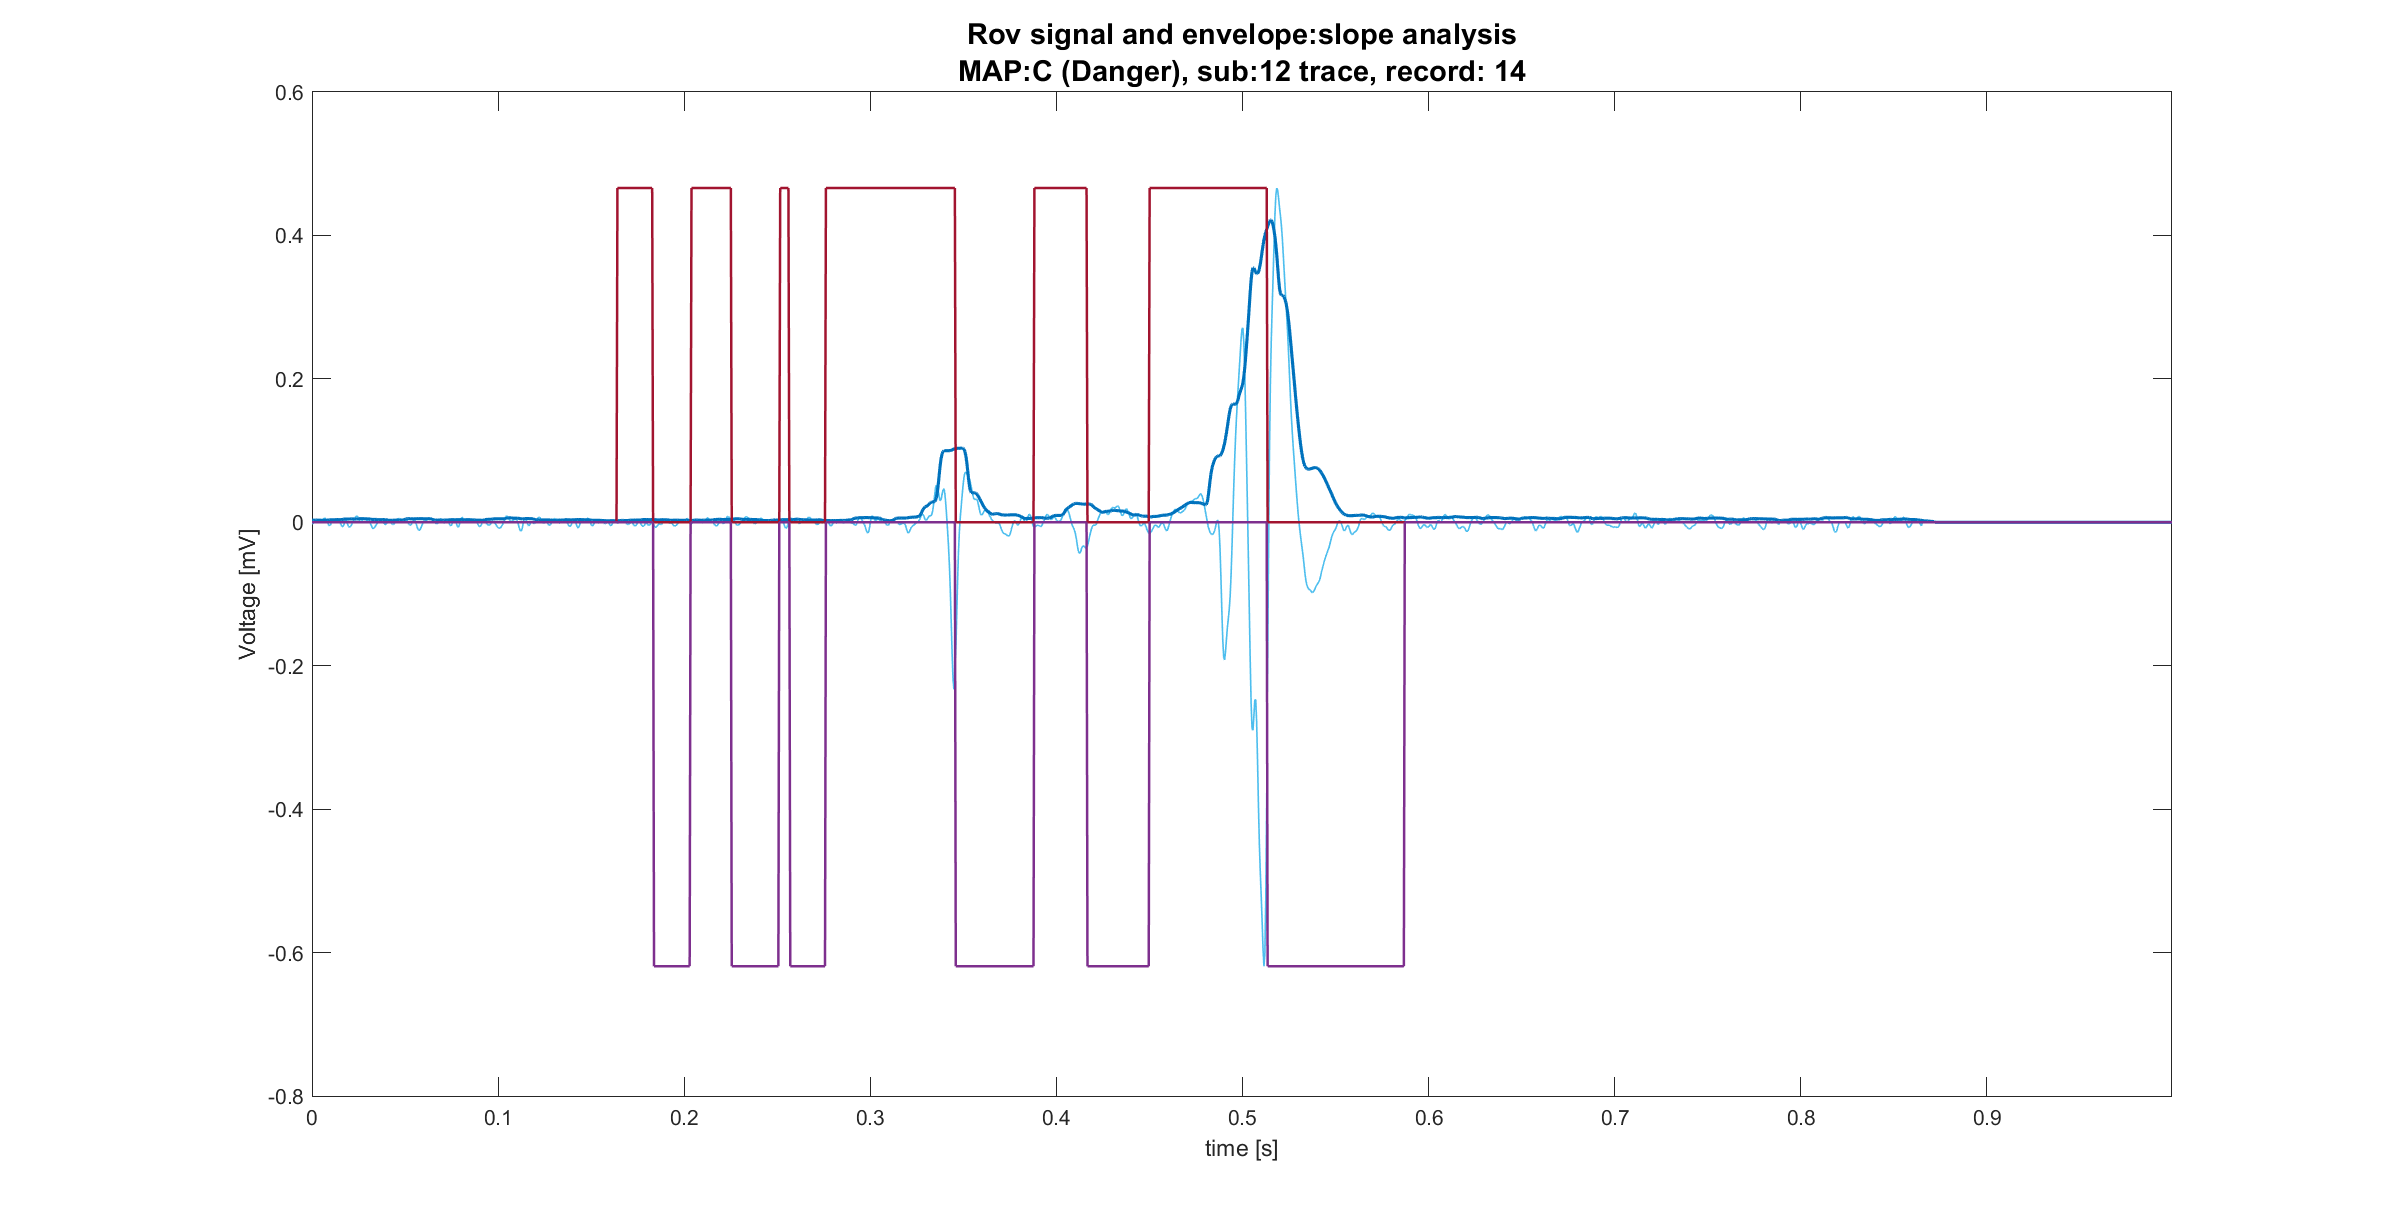 Rov signal and envelope:slope analysis
MAP:C (Danger), sub:12 trace, record: 14
0.6
0.4
0.2
0
-0.2
-0.4
-0.6
-0.8
Voltage [mV]
0 0.1 0.2 0.3 0.4 0.5 0.6 0.7 0.8 0.9
time [s]